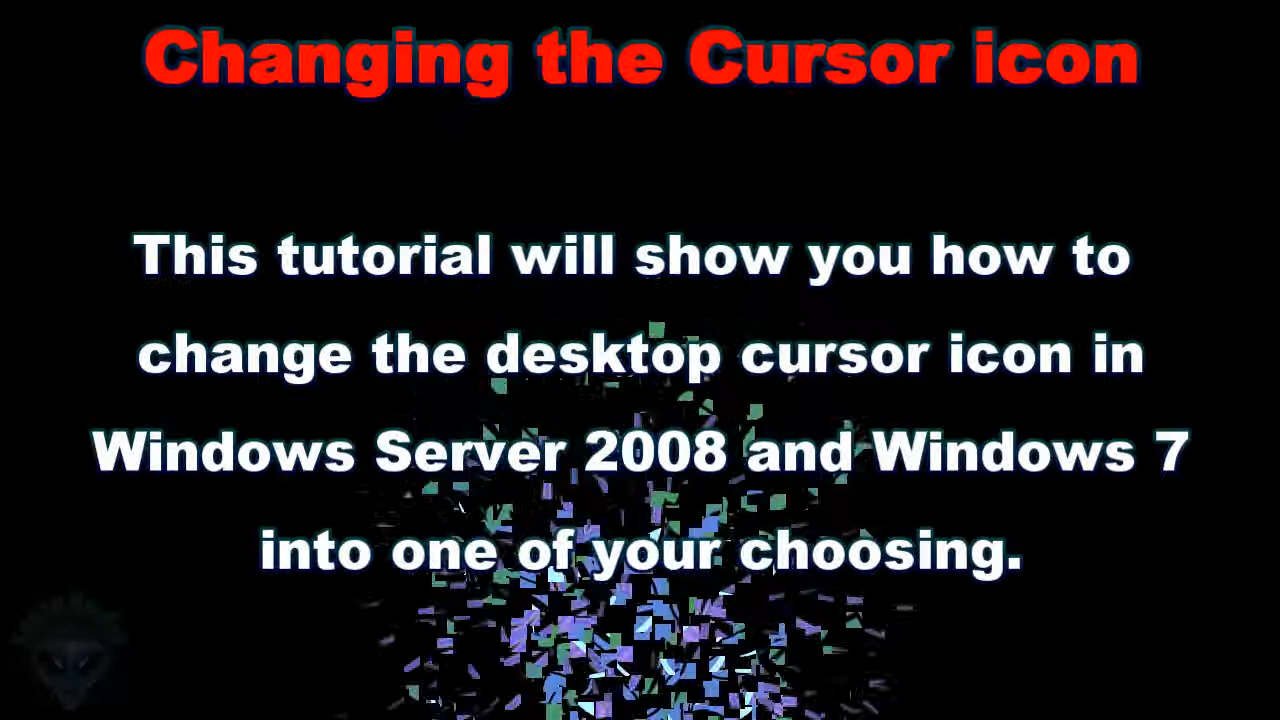 Changing the Cursor icon
This tutorial will show you how to
change the desktop cursor icon in
Windows Server 2008 and Windows 7
into one of your choosing.